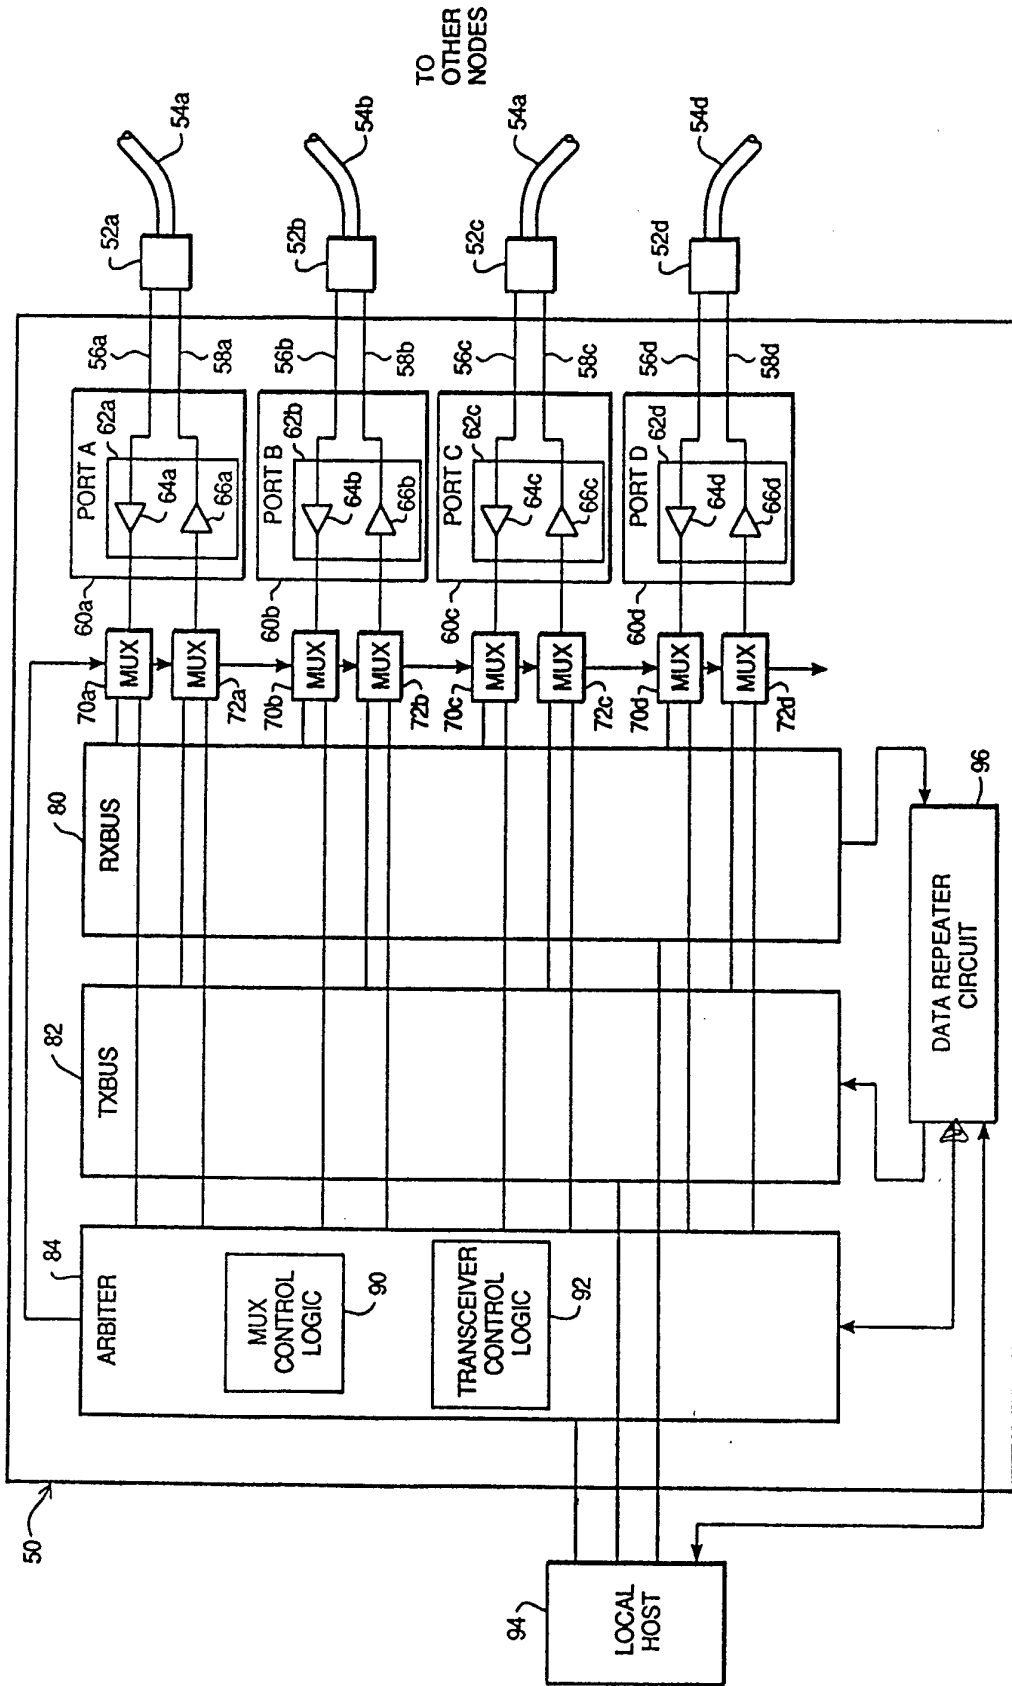 50
84
ARBITER
MUX
CONTROL
LOGIC
90
TRANSCEIVER
CONTROL
LOGIC
92
82
TXBUS
80
RXBUS
94
LOCAL
HOST
DATA REPEATER
CIRCUIT
96
70a
MUX
MUX
72a
70b
MUX
MUX
72b
70c
MUX
MUX
72c
70d
MUX
MUX
72d
60a
PORT A
62a
64a
66a
60b
PORT B
62b
64b
66b
60c
PORT C
62c
64c
66c
60d
PORT D
62d
64d
66d
56a
58a
56b
58b
56c
58c
56d
58d
52a
52b
52c
52d
54a
54b
54a
54d
TO
OTHER
NODES